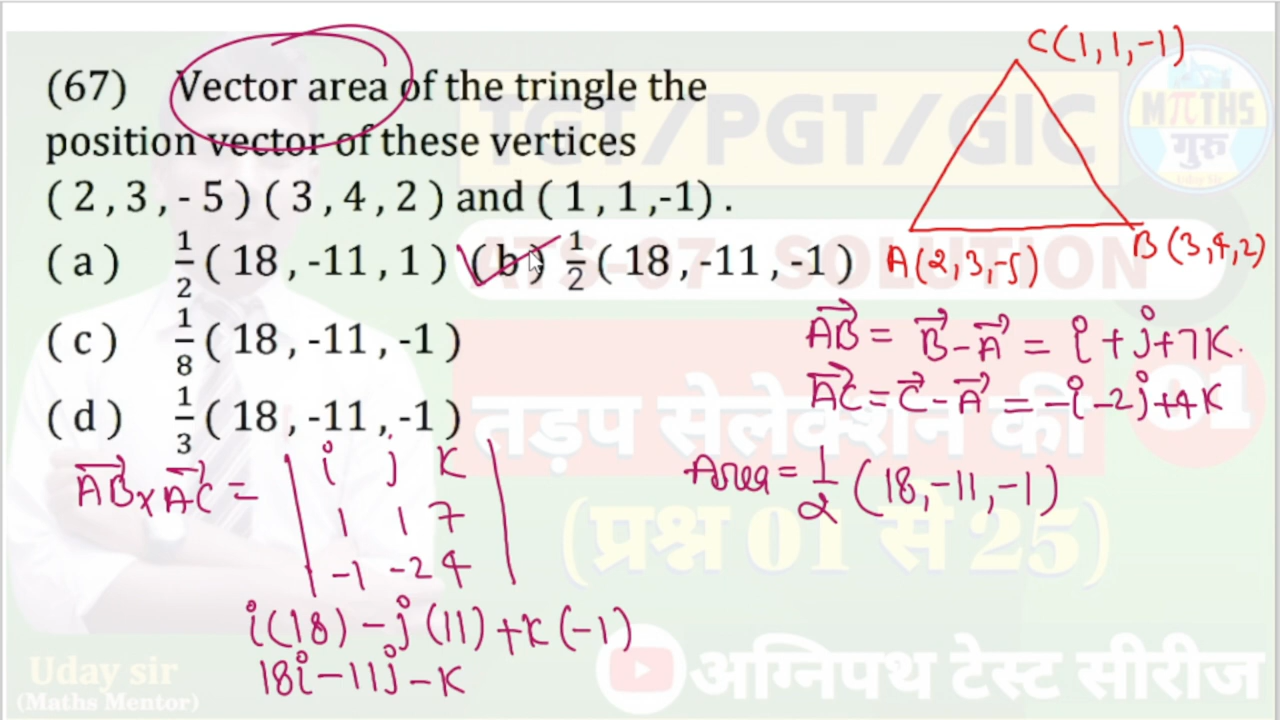 (67) Vector area of the tringle the
position vector of these vertices
( 2 , 3 , - 5 ) ( 3 , 4 , 2 ) and ( 1 , 1 ,-1) .
( a ) 1/2 ( 18 , -11 , 1 ) ( b ) 1/2 ( 18 , -11 , -1 )
( c ) 1/8 ( 18 , -11 , -1 )
( d ) 1/3 ( 18 , -11 , -1 )
C(1,1,-1)
A(2,3,-5) B(3,4,2)
AB = B - A = i + j + 7K.
AC = C - A = -i - 2j + 4K
Area = 1/2 (18, -11, -1)
AB × AC = | i j K |
1 1 7
-1 -2 4
i(18) - j(11) + K(-1)
18i - 11j - K
TGT/PGT/GIC
MπTHS
गुरु
Uday Sir
SOLUTION
तड़प सेलेक्शन की
01
(प्रश्न 01 से 25)
Uday sir
(Maths Mentor)
अग्निपथ टेस्ट सीरीज